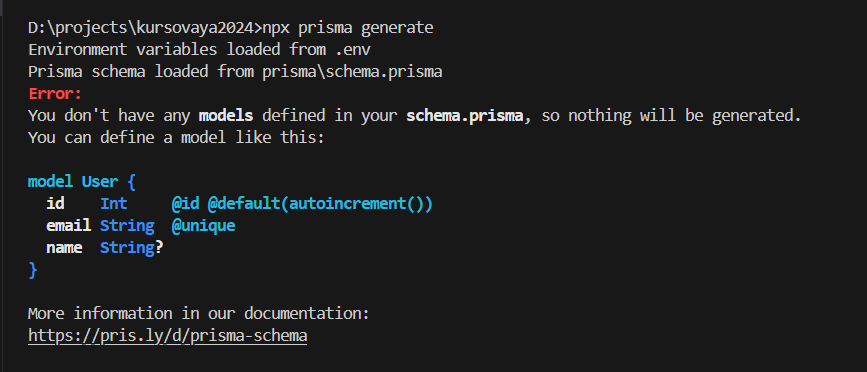 D:\projects\kursovaya2024>npx prisma generate
Environment variables loaded from .env
Prisma schema loaded from prisma\schema.prisma
Error:
You don't have any models defined in your schema.prisma, so nothing will be generated.
You can define a model like this:
model User {
  id    Int     @id @default(autoincrement())
  email String  @unique
  name  String?
}
More information in our documentation:
https://pris.ly/d/prisma-schema